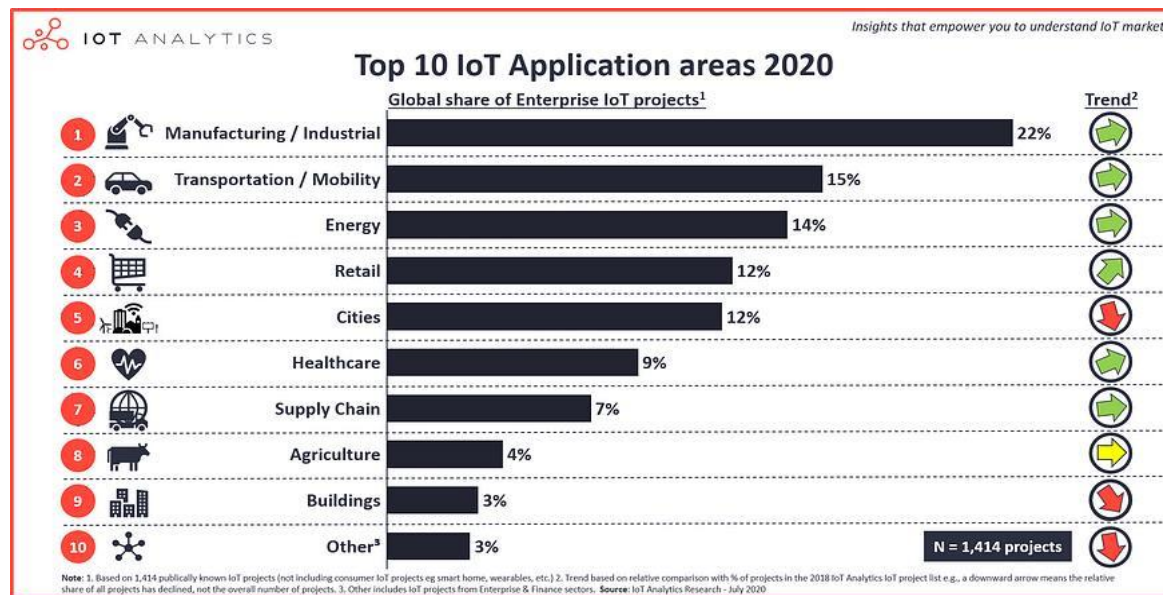 IOT ANALYTICS
Insights that empower you to understand IoT market
Top 10 IoT Application areas 2020
Global share of Enterprise IoT projects¹
Trend²
1 Manufacturing / Industrial 22%
2 Transportation / Mobility 15%
3 Energy 14%
4 Retail 12%
5 Cities 12%
6 Healthcare 9%
7 Supply Chain 7%
8 Agriculture 4%
9 Buildings 3%
10 Other³ 3%
N = 1,414 projects
Note: 1. Based on 1,414 publically known IoT projects (not including consumer IoT projects eg smart home, wearables, etc.) 2. Trend based on relative comparison with % of projects in the 2018 IoT Analytics IoT project list e.g., a downward arrow means the relative
share of all projects has declined, not the overall number of projects. 3. Other includes IoT projects from Enterprise & Finance sectors. Source: IoT Analytics Research - July 2020